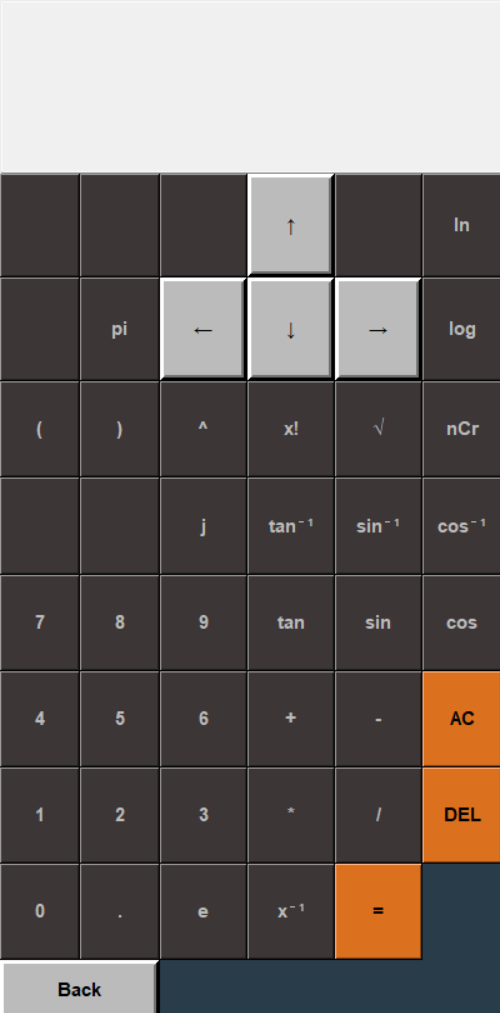 ↑ ln
pi ← ↓ → log
( ) ^ x! √ nCr
j tan⁻¹ sin⁻¹ cos⁻¹
7 8 9 tan sin cos
4 5 6 + - AC
1 2 3 * / DEL
0 . e x⁻¹ =
Back